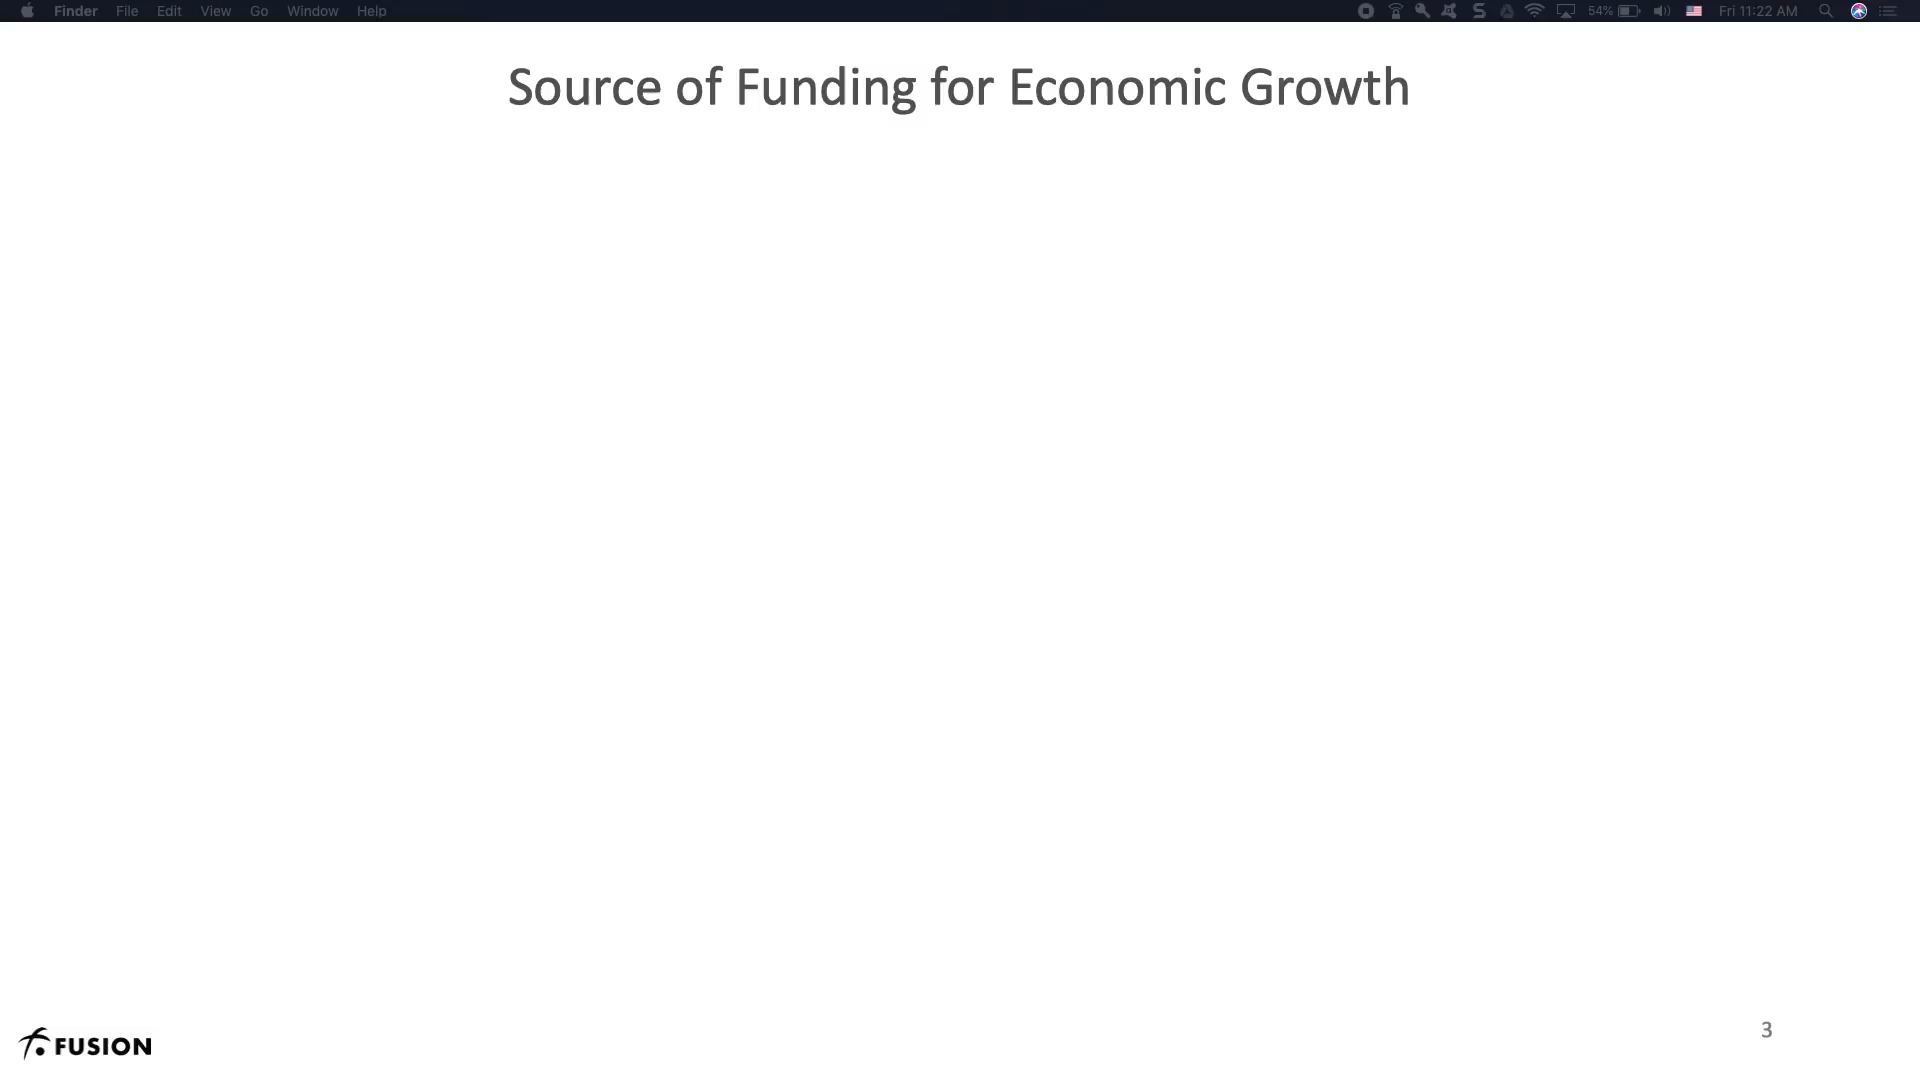 Finder File Edit View Go Window Help 54% Fri 11:22 AM
Source of Funding for Economic Growth
FUSION
3